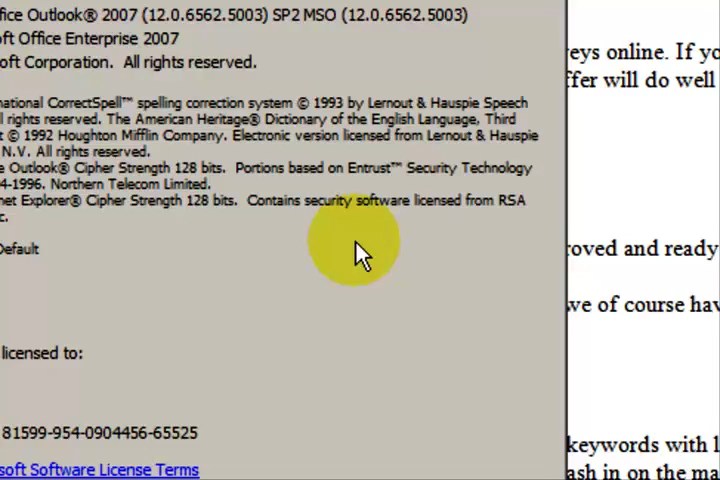 fice Outlook® 2007 (12.0.6562.5003) SP2 MSO (12.0.6562.5003)
oft Office Enterprise 2007
oft Corporation.  All rights reserved.
national CorrectSpell™ spelling correction system © 1993 by Lernout & Hauspie Speech
ll rights reserved. The American Heritage® Dictionary of the English Language, Third
t © 1992 Houghton Mifflin Company. Electronic version licensed from Lernout & Hauspie
N.V. All rights reserved.
e Outlook® Cipher Strength 128 bits.  Portions based on Entrust™ Security Technology
4-1996. Northern Telecom Limited.
net Explorer® Cipher Strength 128 bits.  Contains security software licensed from RSA
c.
Default
licensed to:
81599-954-0904456-65525
soft Software License Terms
eys online. If yo
ffer will do well
roved and ready
we of course hav
keywords with l
ash in on the ma